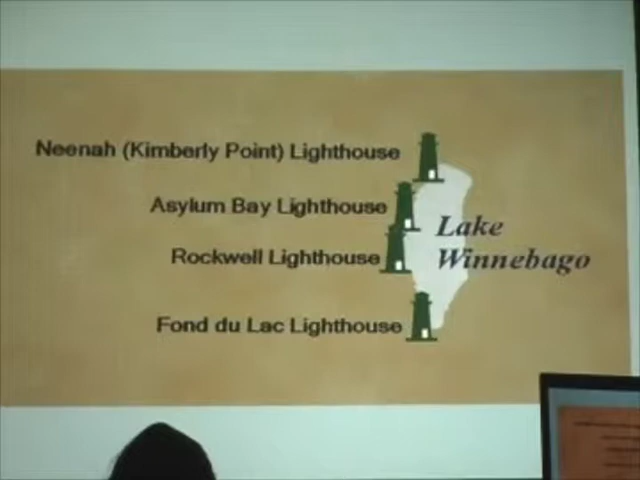 Neenah (Kimberly Point) Lighthouse
Asylum Bay Lighthouse
Lake
Winnebago
Rockwell Lighthouse
Fond du Lac Lighthouse